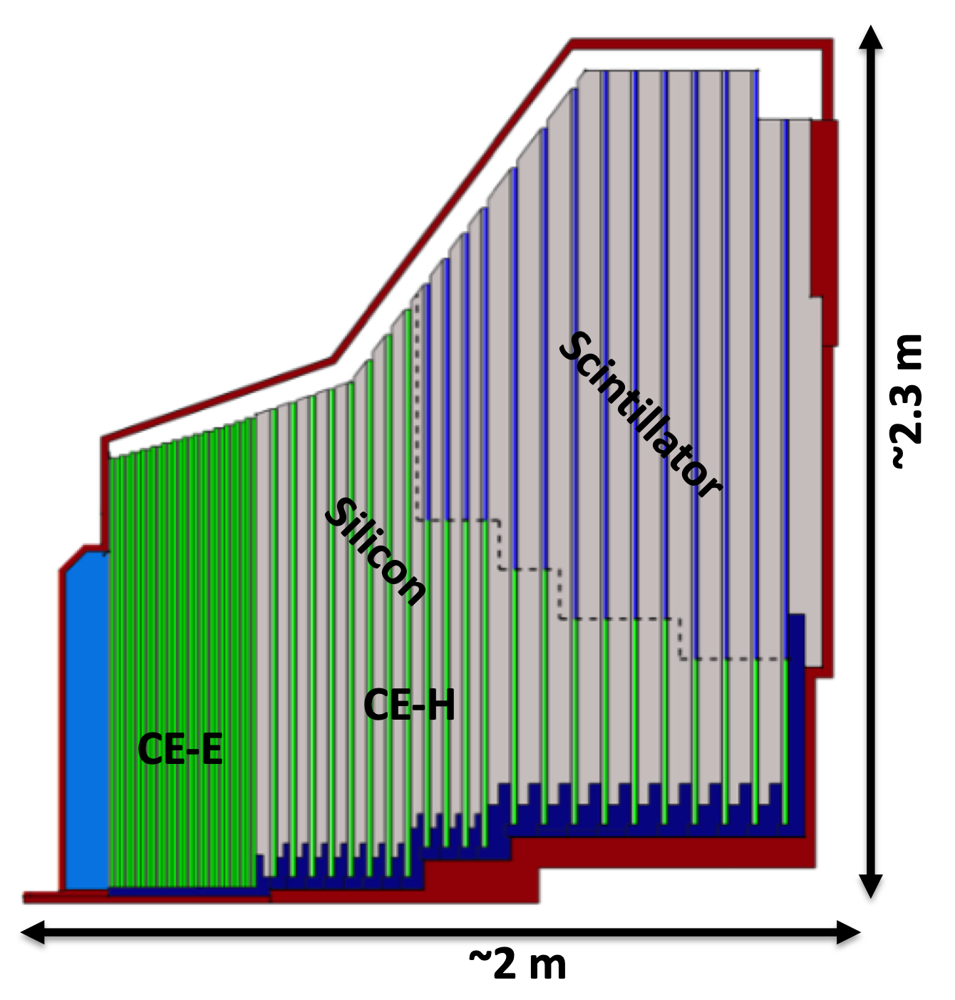 Scintillator
~2.3 m
Silicon
CE-H
CE-E
~2 m